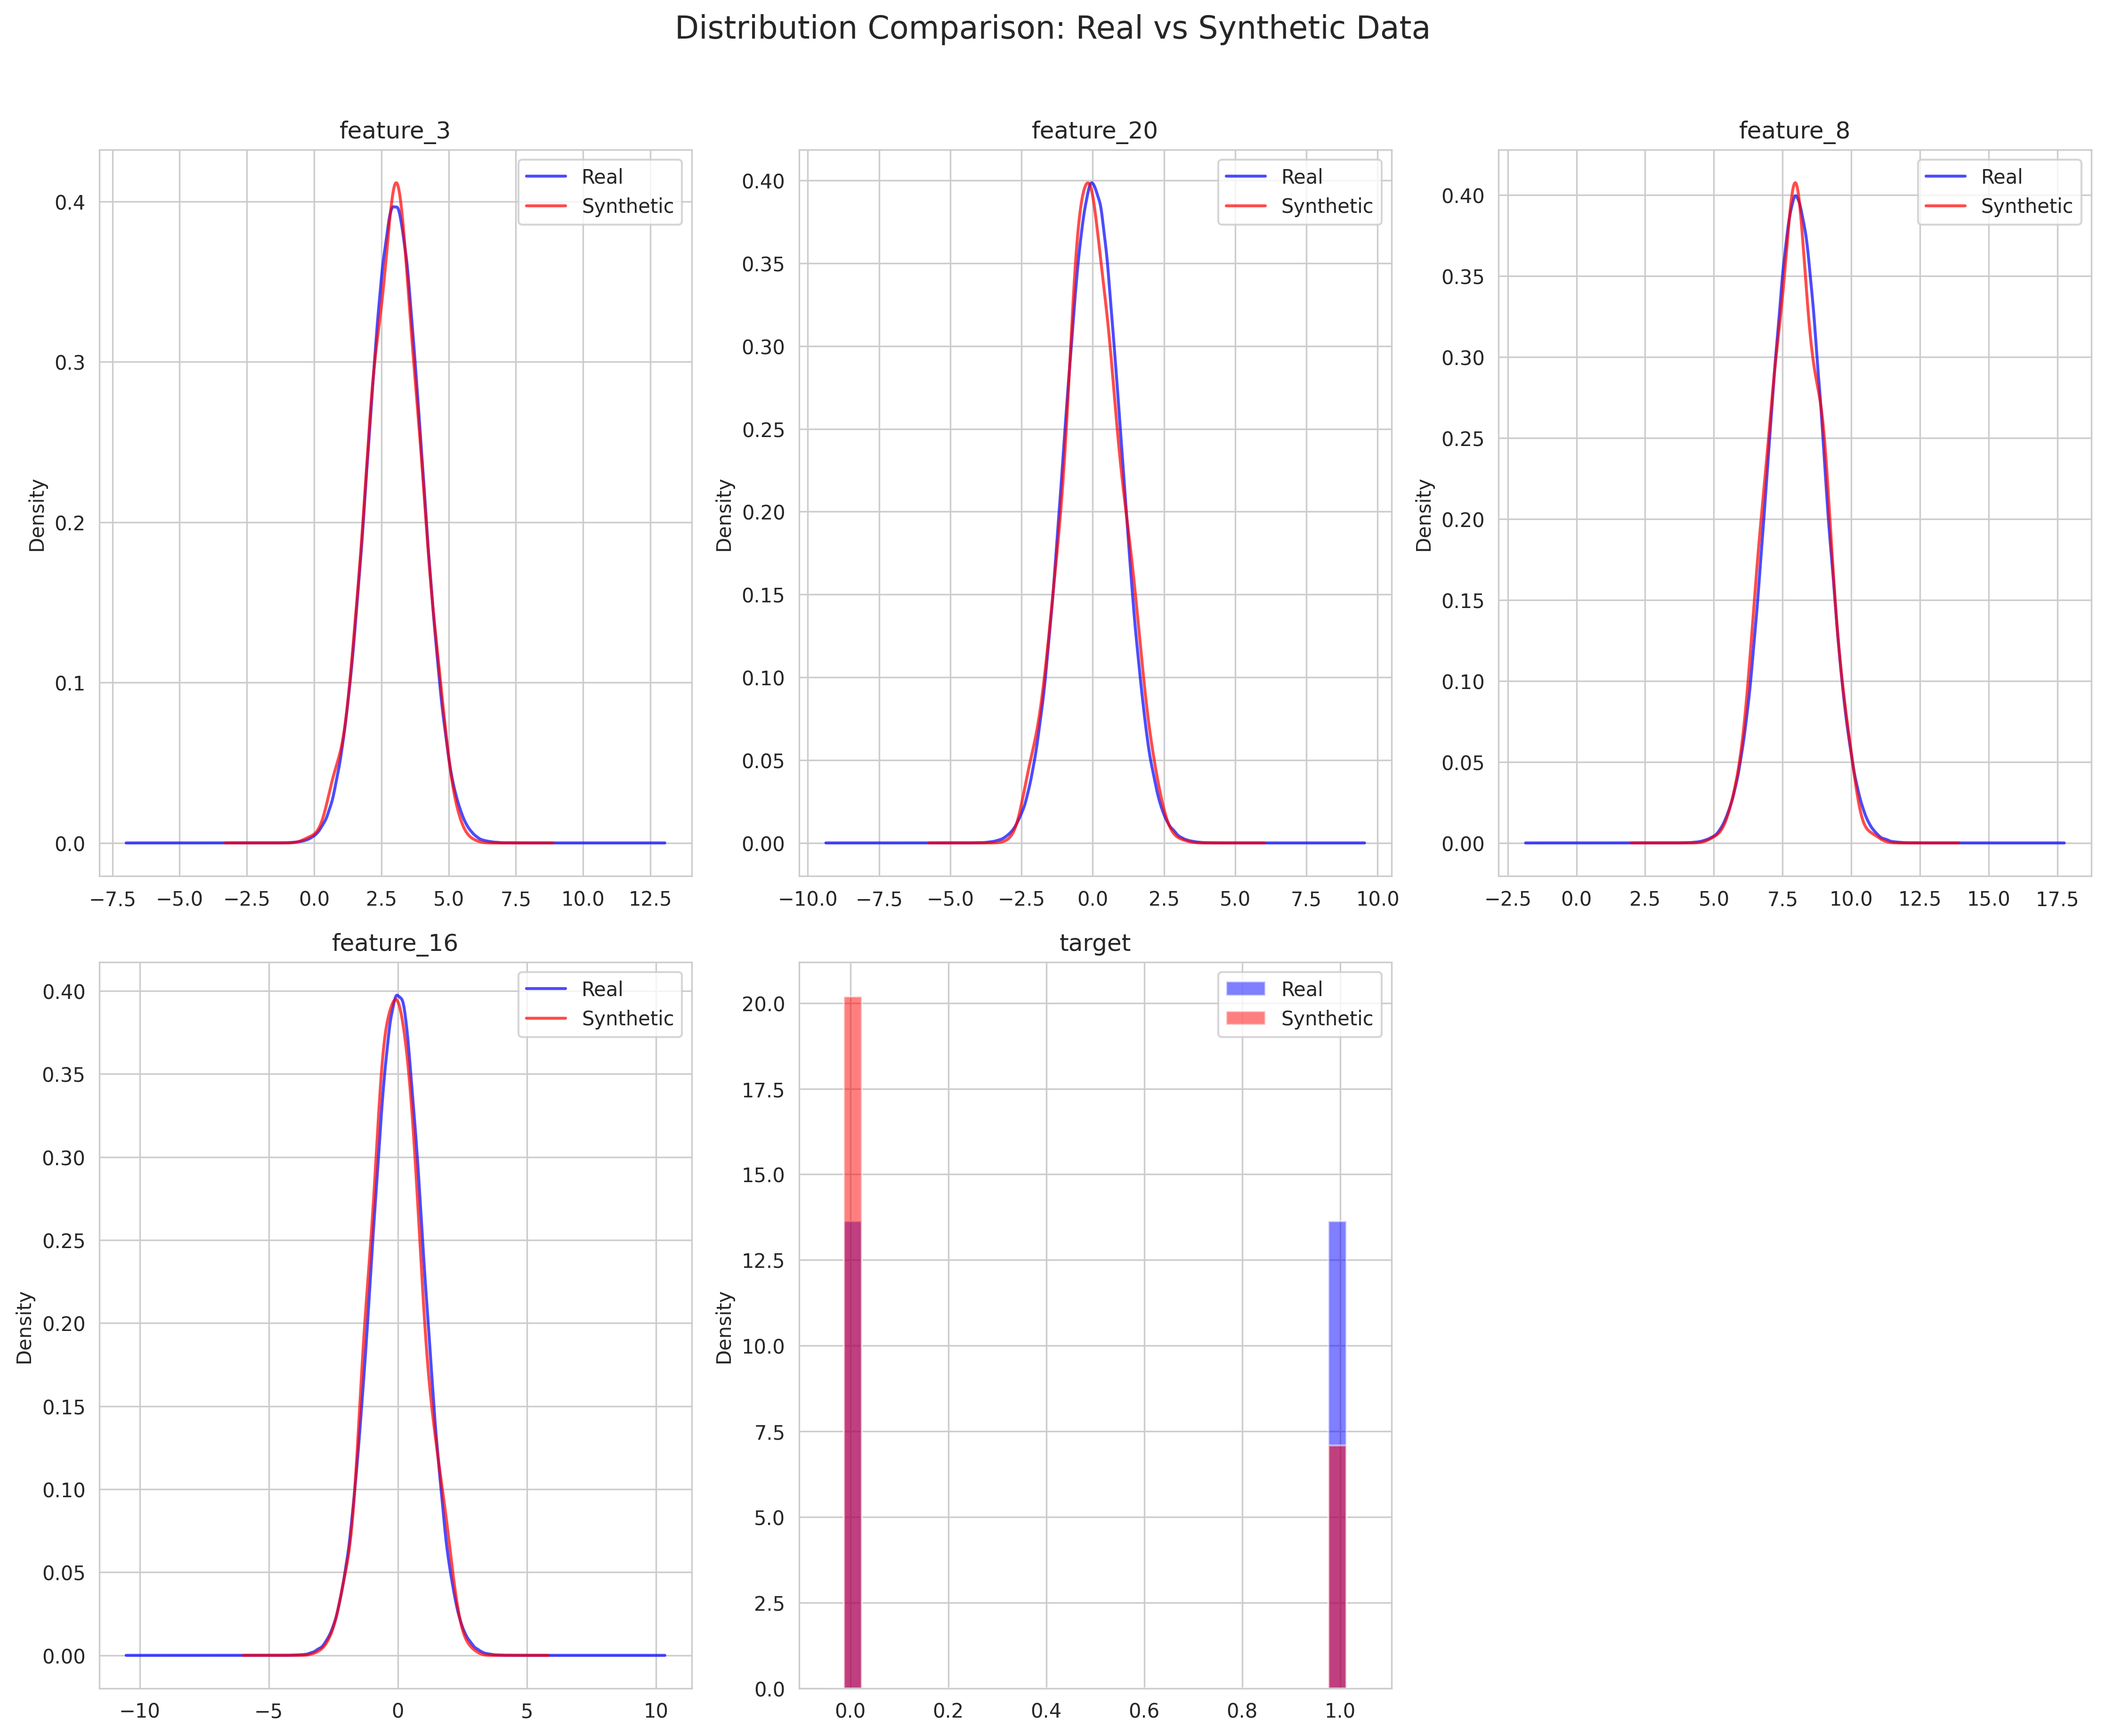 Distribution Comparison: Real vs Synthetic Data
feature_3
Real
Synthetic
Density
0.4
0.3
0.2
0.1
0.0
−7.5 −5.0 −2.5 0.0 2.5 5.0 7.5 10.0 12.5
feature_20
Real
Synthetic
Density
0.40
0.35
0.30
0.25
0.20
0.15
0.10
0.05
0.00
−10.0 −7.5 −5.0 −2.5 0.0 2.5 5.0 7.5 10.0
feature_8
Real
Synthetic
Density
0.40
0.35
0.30
0.25
0.20
0.15
0.10
0.05
0.00
−2.5 0.0 2.5 5.0 7.5 10.0 12.5 15.0 17.5
feature_16
Real
Synthetic
Density
0.40
0.35
0.30
0.25
0.20
0.15
0.10
0.05
0.00
−10 −5 0 5 10
target
Real
Synthetic
Density
20.0
17.5
15.0
12.5
10.0
7.5
5.0
2.5
0.0
0.0 0.2 0.4 0.6 0.8 1.0